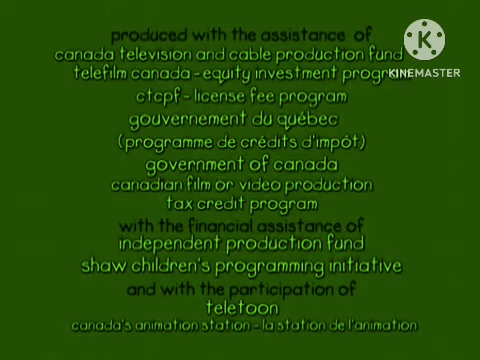 produced with the assistance of
canada television and cable production fund
telefilm canada - equity investment program
ctcpf - license fee program
gouvernement du québec
(programme de crédits d'impôt)
government of canada
canadian film or video production
tax credit program
with the financial assistance of
independent production fund
shaw children's programming initiative
and with the participation of
teletoon
canada's animation station - la station de l'animation
K
KINEMASTER